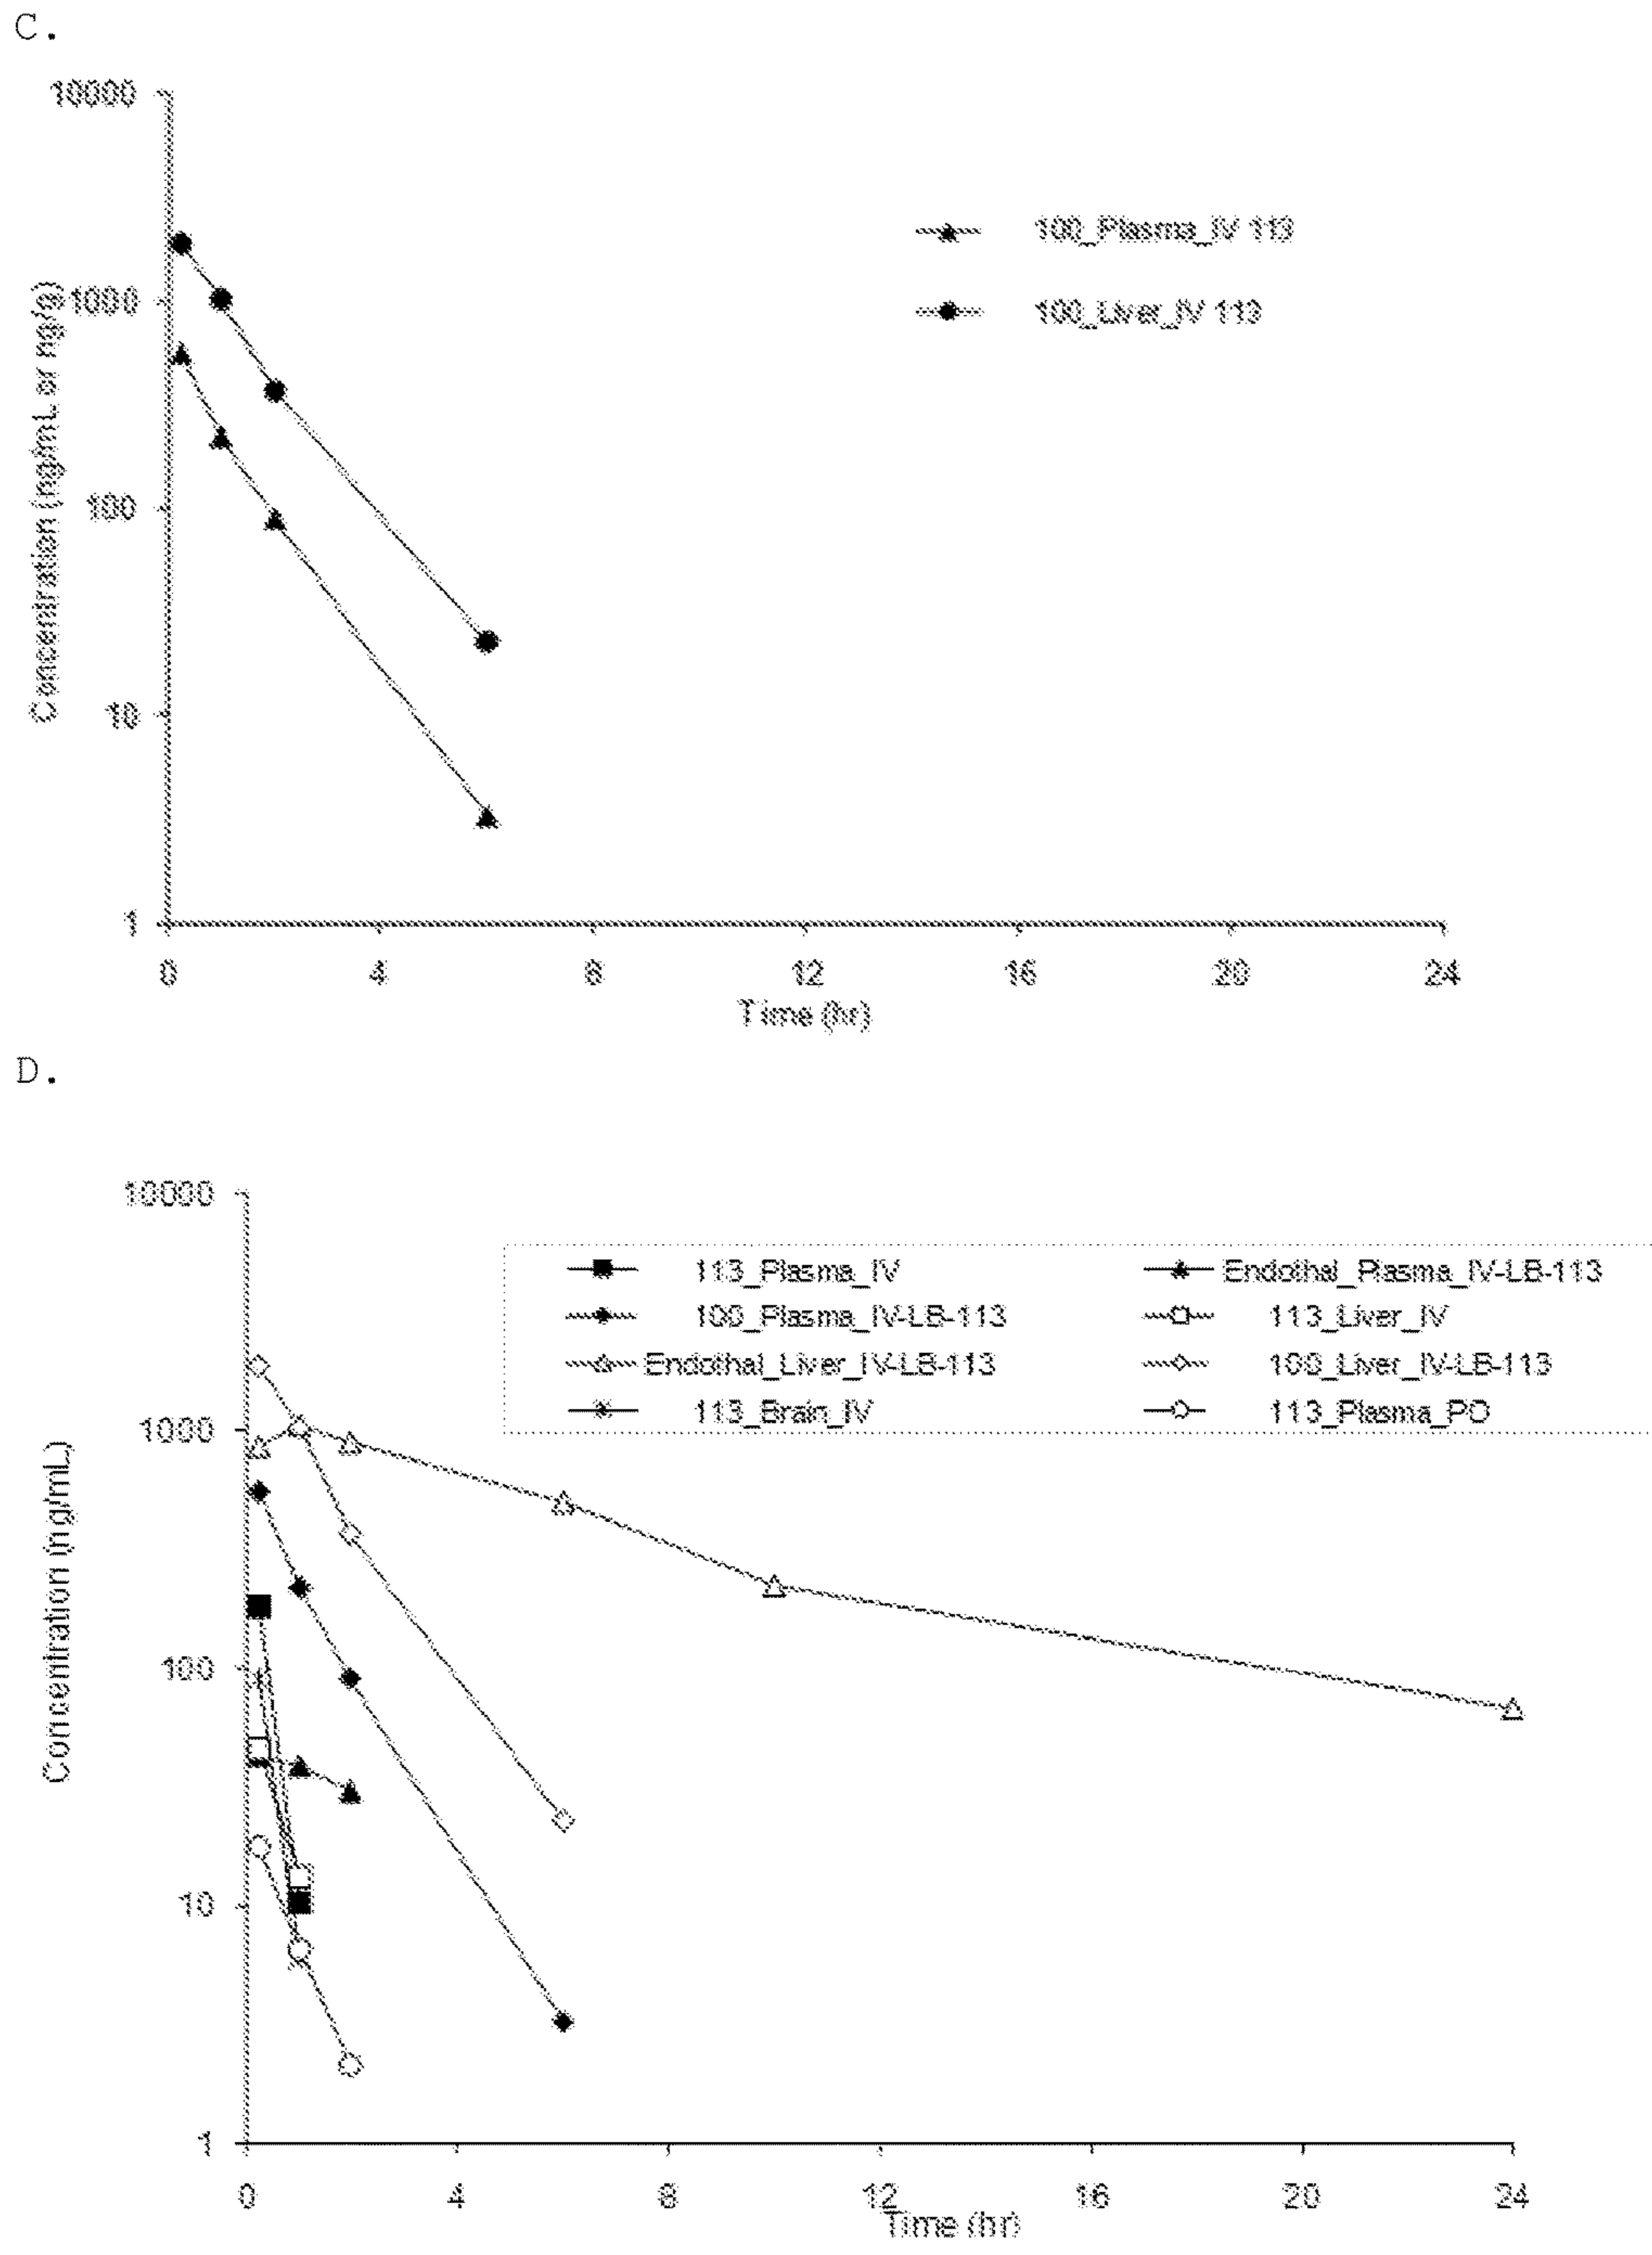 C.
10000
1000
100
10
1
Concentration (ng/mL or ng/g)
100_Plasma_IV 113
100_Liver_IV 113
0 4 8 12 16 20 24
Time (hr)
D.
10000
1000
100
10
1
Concentration (ng/mL)
113_Plasma_IV Endothal_Plasma_IV-LB-113
100_Plasma_IV-LB-113 113_Liver_IV
Endothal_Liver_IV-LB-113 100_Liver_IV-LB-113
113_Brain_IV 113_Plasma_PO
0 4 8 12 16 20 24
Time (hr)